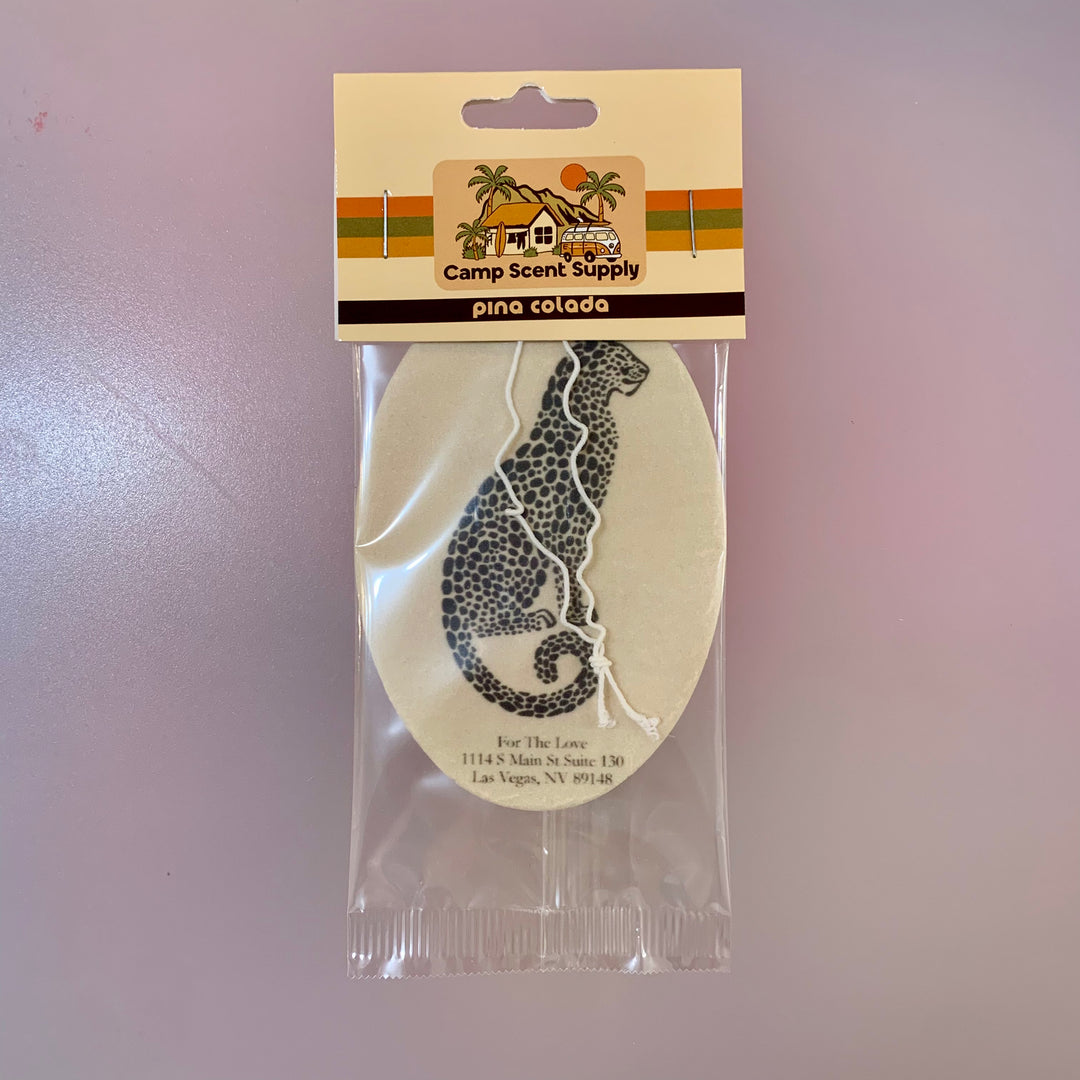 Camp Scent Supply
pina colada
For The Love
1114 S Main St Suite 130
Las Vegas, NV 89148